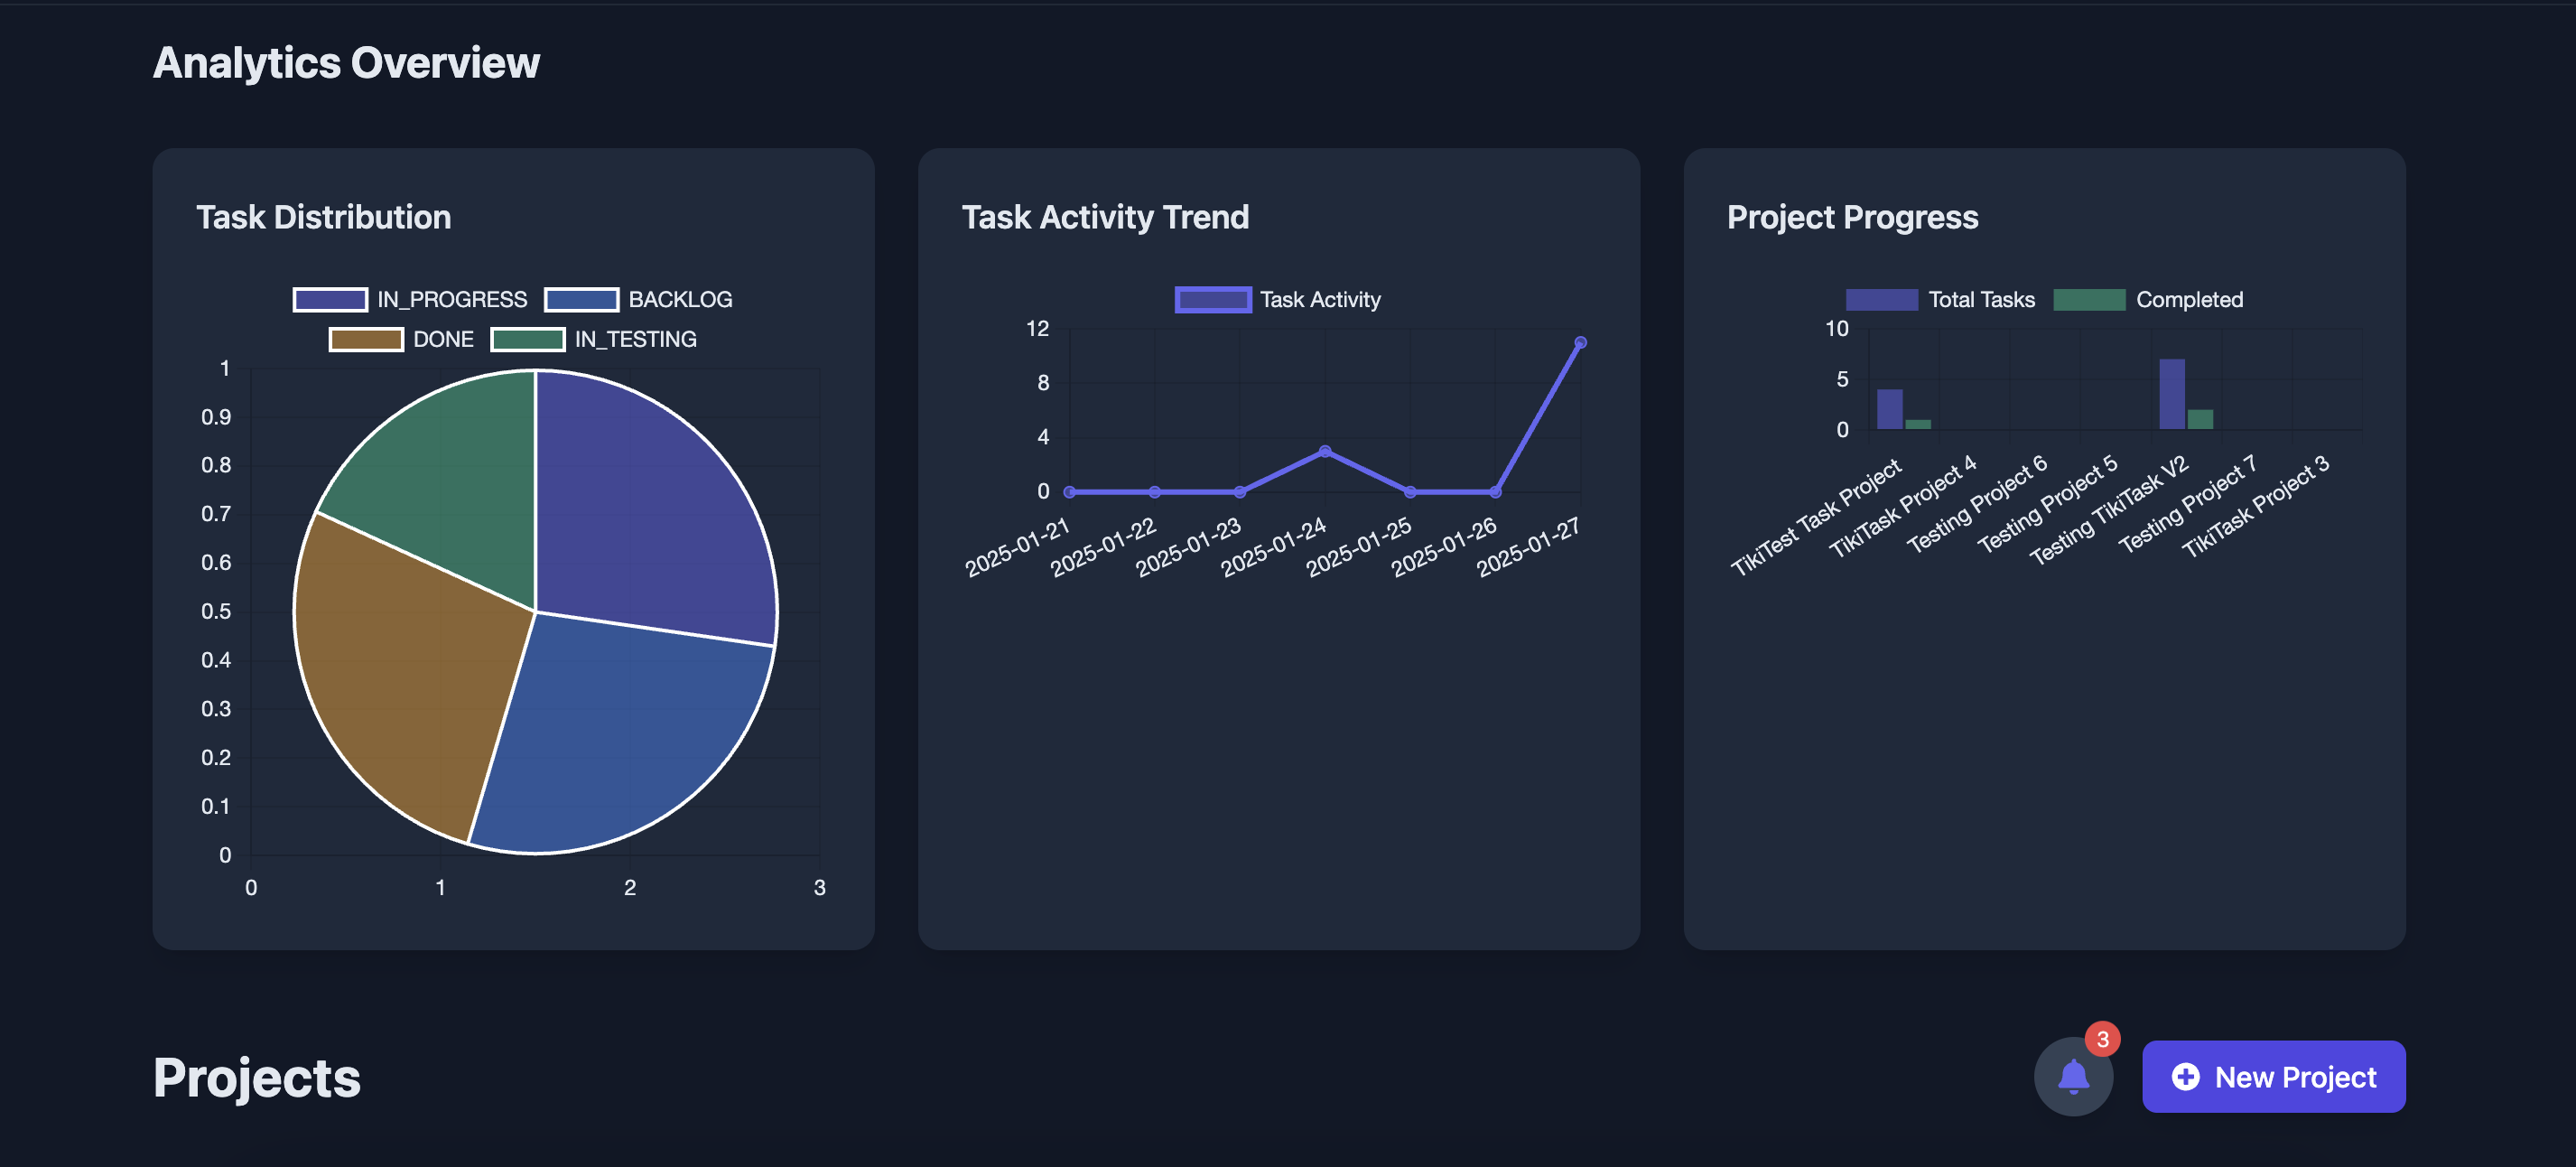 Analytics Overview
Task Distribution
IN_PROGRESS BACKLOG
DONE IN_TESTING
1
0.9
0.8
0.7
0.6
0.5
0.4
0.3
0.2
0.1
0
0 1 2 3
Task Activity Trend
Task Activity
12
8
4
0
2025-01-21
2025-01-22
2025-01-23
2025-01-24
2025-01-25
2025-01-26
2025-01-27
Project Progress
Total Tasks Completed
10
5
0
TikiTest Task Project
TikiTask Project 4
Testing Project 6
Testing Project 5
Testing TikiTask V2
Testing Project 7
TikiTask Project 3
Projects
3
New Project